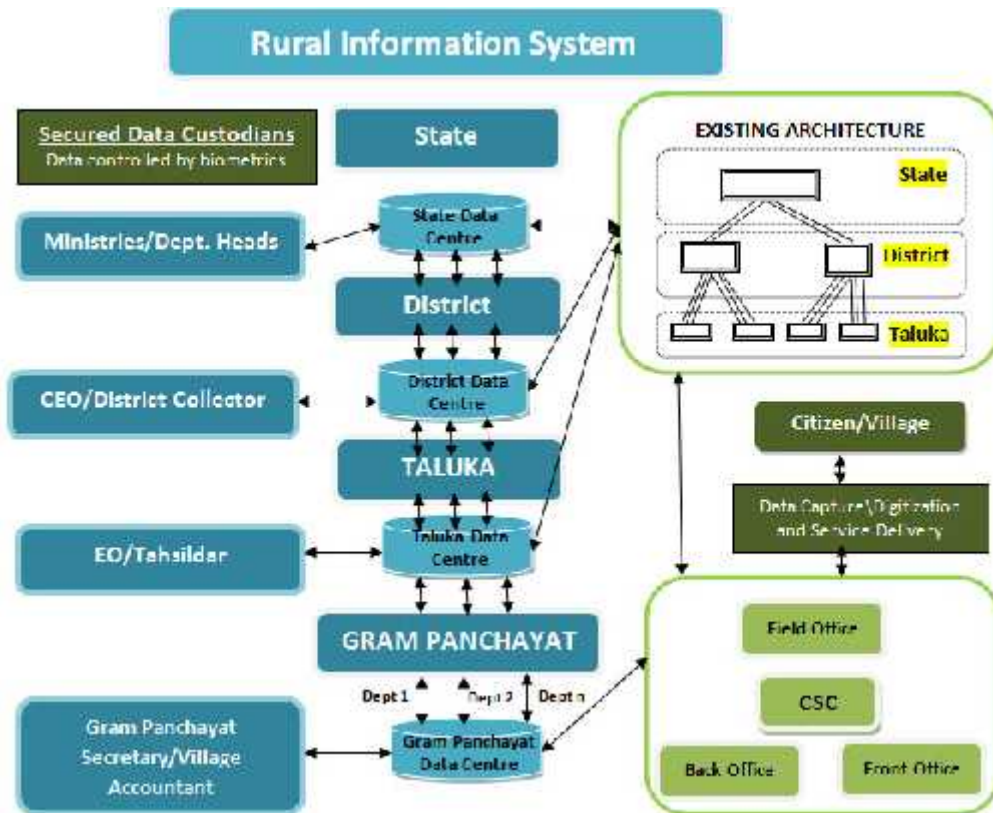 Rural Information System
Secured Data Custodians
Data controlled by biometrics
State
EXISTING ARCHITECTURE
State
District
Taluka
Ministries/Dept. Heads
State Data
Centre
District
CEO/District Collector
District Data
Centre
Citizen/Village
TALUKA
Data Capture\Digitization
and Service Delivery
EO/Tahsildar
Taluka Data
Centre
GRAM PANCHAYAT
Field Office
Dept 1
Dept 2
Dept n
CSC
Gram Panchayat
Secretary/Village
Accountant
Gram Panchayat
Data Centre
Back Office
Front Office